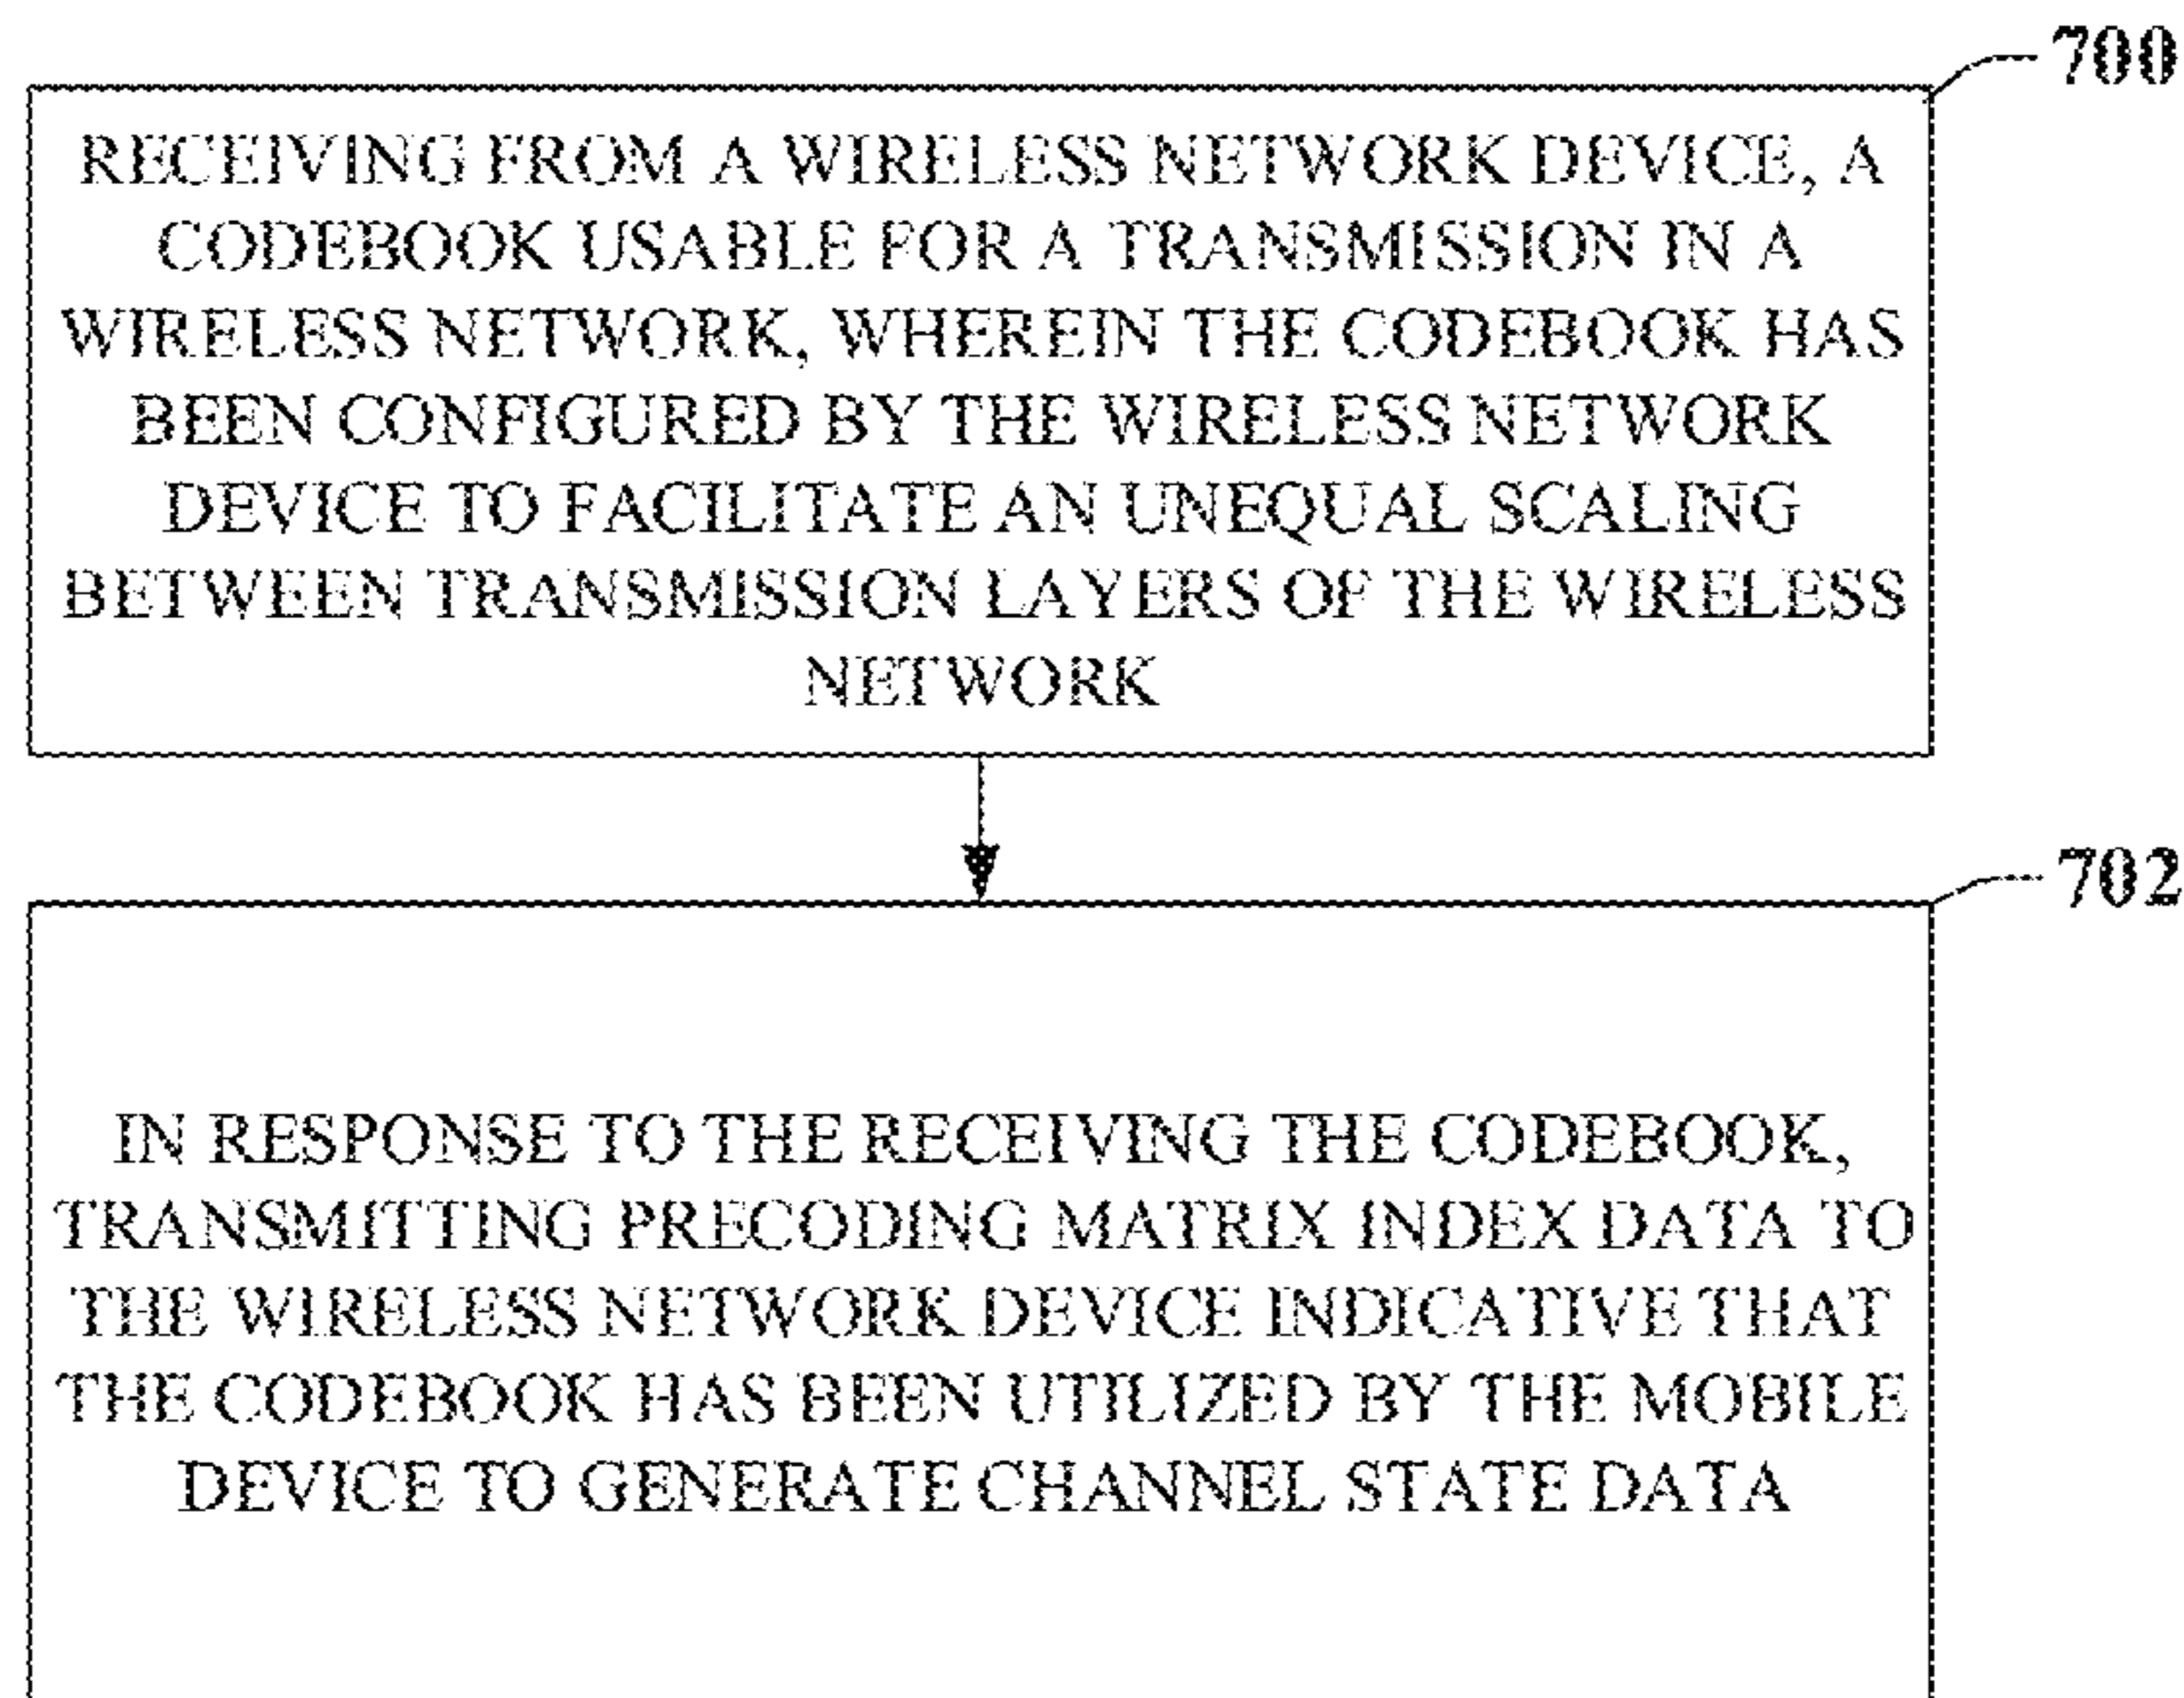 700
RECEIVING FROM A WIRELESS NETWORK DEVICE, A
CODEBOOK USABLE FOR A TRANSMISSION IN A
WIRELESS NETWORK, WHEREIN THE CODEBOOK HAS
BEEN CONFIGURED BY THE WIRELESS NETWORK
DEVICE TO FACILITATE AN UNEQUAL SCALING
BETWEEN TRANSMISSION LAYERS OF THE WIRELESS
NETWORK
702
IN RESPONSE TO THE RECEIVING THE CODEBOOK,
TRANSMITTING PRECODING MATRIX INDEX DATA TO
THE WIRELESS NETWORK DEVICE INDICATIVE THAT
THE CODEBOOK HAS BEEN UTILIZED BY THE MOBILE
DEVICE TO GENERATE CHANNEL STATE DATA